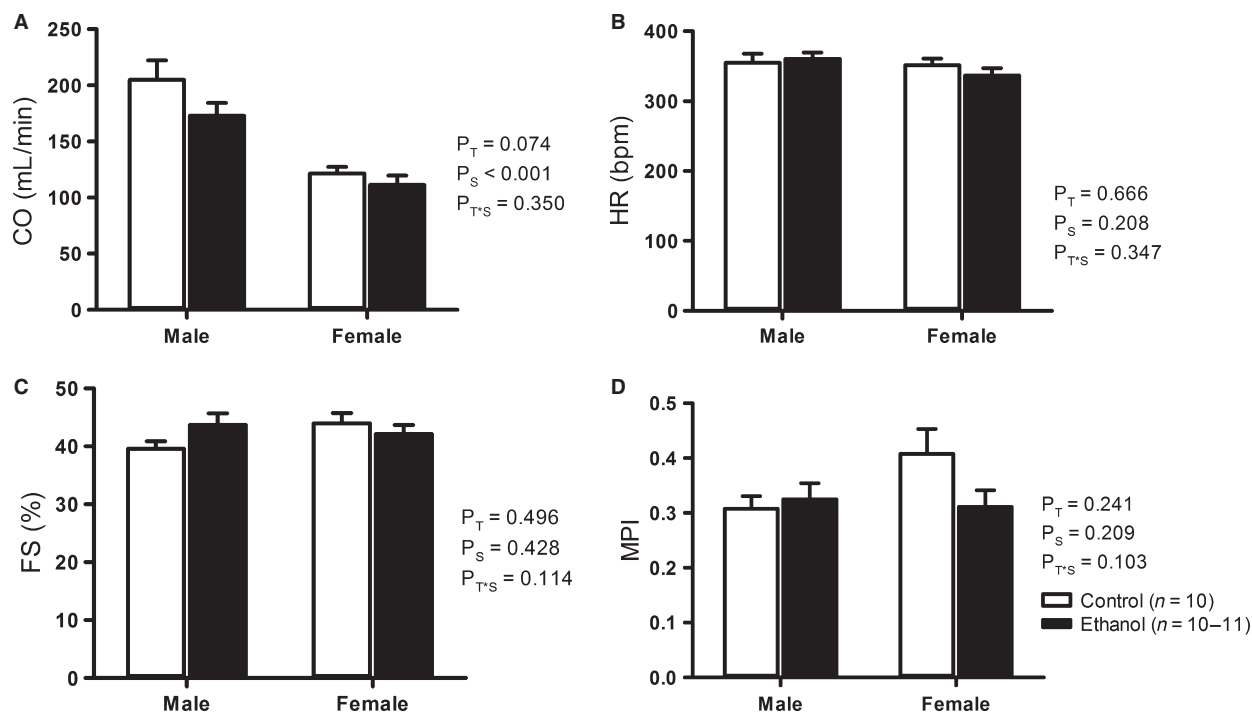 A
CO (mL/min)
250
200
150
100
50
0
Male Female
P_T = 0.074
P_S < 0.001
P_T*S = 0.350
B
HR (bpm)
400
300
200
100
0
Male Female
P_T = 0.666
P_S = 0.208
P_T*S = 0.347
C
FS (%)
50
40
30
20
10
0
Male Female
P_T = 0.496
P_S = 0.428
P_T*S = 0.114
D
MPI
0.5
0.4
0.3
0.2
0.1
0.0
Male Female
P_T = 0.241
P_S = 0.209
P_T*S = 0.103
Control (n = 10)
Ethanol (n = 10–11)